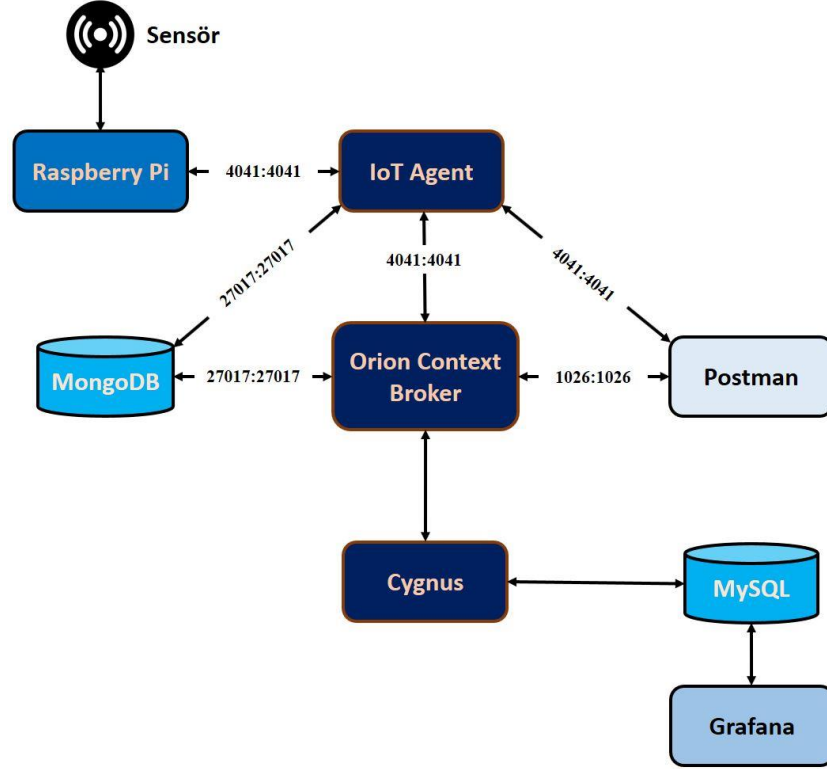 Sensör
Raspberry Pi
4041:4041
IoT Agent
27017:27017
4041:4041
4041:4041
MongoDB
27017:27017
Orion Context
Broker
1026:1026
Postman
Cygnus
MySQL
Grafana